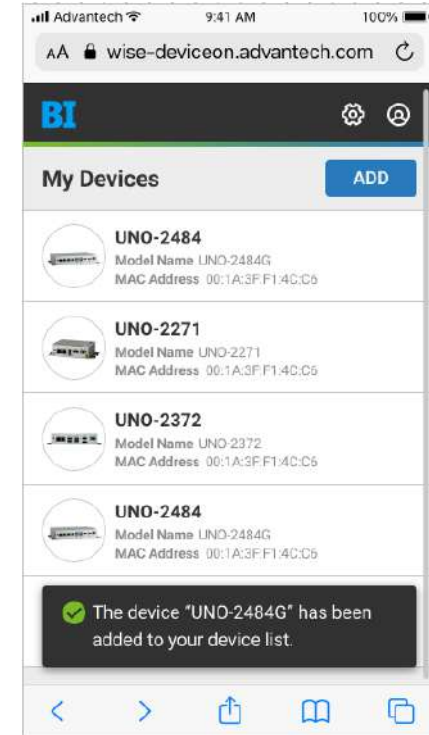 Advantech 9:41 AM 100%
AA wise-deviceon.advantech.com
BI
My Devices ADD
UNO-2484
Model Name UNO-2484G
MAC Address 00:1A:3F:F1:4C:C6
UNO-2271
Model Name UNO-2271
MAC Address 00:1A:3F:F1:4C:C6
UNO-2372
Model Name UNO-2372
MAC Address 00:1A:3F:F1:4C:C6
UNO-2484
Model Name UNO-2484G
MAC Address 00:1A:3F:F1:4C:C6
The device "UNO-2484G" has been
added to your device list.